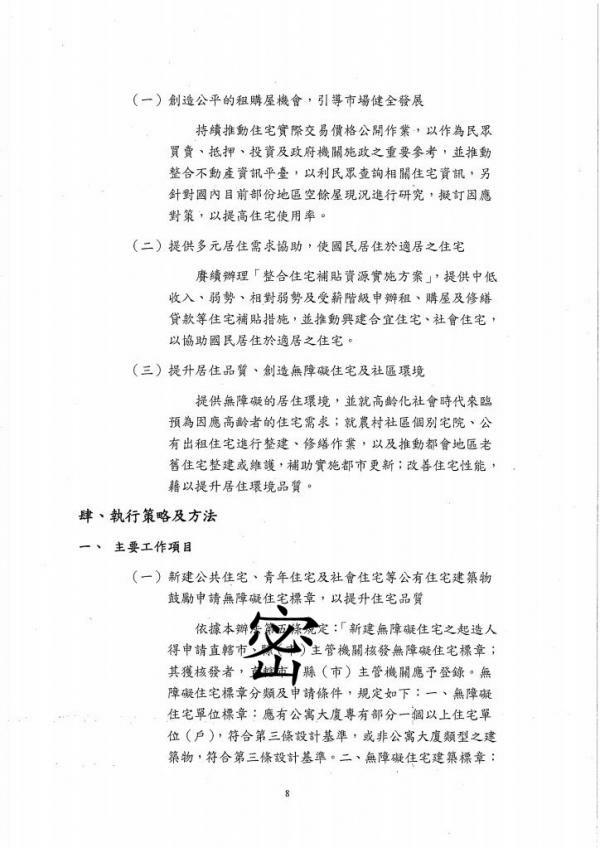 （一）創造公平的租購屋機會，引導市場健全發展
持續推動住宅實際交易價格公開作業，以作為民眾
買賣、抵押、投資及政府機關施政之重要參考，並推動
整合不動產資訊平臺，以利民眾查詢相關住宅資訊，另
針對國內目前部份地區空餘屋現況進行研究，擬訂因應
對策，以提高住宅使用率。
（二）提供多元居住需求協助，使國民居住於適居之住宅
賡續辦理「整合住宅補貼資源實施方案」，提供中低
收入、弱勢、相對弱勢及受薪階級申辦租、購屋及修繕
貸款等住宅補貼措施，並推動興建合宜住宅、社會住宅，
以協助國民居住於適居之住宅。
（三）提升居住品質、創造無障礙住宅及社區環境
提供無障礙的居住環境，並就高齡化社會時代來臨
預為因應高齡者的住宅需求；就農村社區個別宅院、公
有出租住宅進行整建、修繕作業，以及推動都會地區老
舊住宅整建或維護，補助實施都市更新；改善住宅性能，
藉以提升居住環境品質。
肆、執行策略及方法
一、 主要工作項目
（一）新建公共住宅、青年住宅及社會住宅等公有住宅建築物
鼓勵申請無障礙住宅標章，以提升住宅品質
密
依據本辦法第五條規定：「新建無障礙住宅之起造人
得申請直轄市、縣（市）主管機關核發無障礙住宅標章；
其獲核發者，直轄市、縣（市）主管機關應予登錄。無
障礙住宅標章分類及申請條件，規定如下：一、無障礙
住宅單位標章：應有公寓大廈專有部分一個以上住宅單
位（戶），符合第三條設計基準，或非公寓大廈類型之建
築物，符合第三條設計基準。二、無障礙住宅建築標章：
8